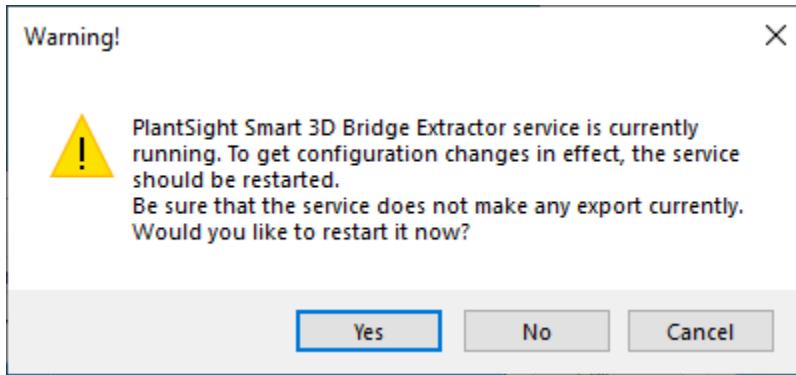 Warning!
PlantSight Smart 3D Bridge Extractor service is currently
running. To get configuration changes in effect, the service
should be restarted.
Be sure that the service does not make any export currently.
Would you like to restart it now?
Yes
No
Cancel